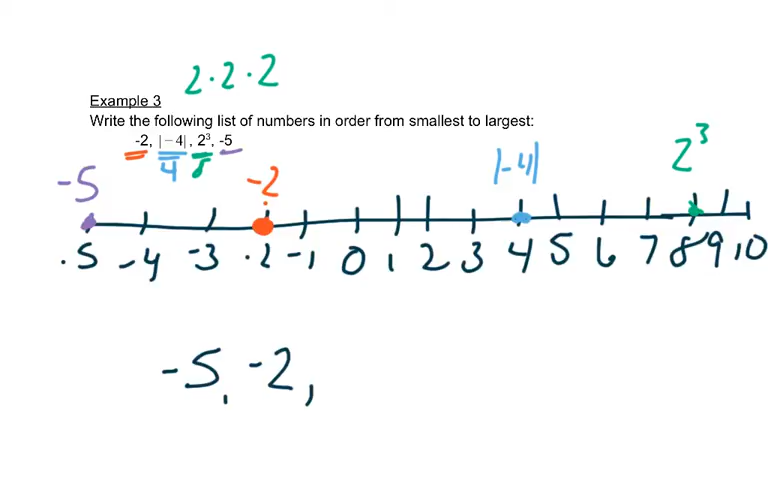 2·2·2
Example 3
Write the following list of numbers in order from smallest to largest:
-2, |−4|, 2³, -5
4 8
-5 -2 |-4| 2³
-5 -4 -3 -2 -1 0 1 2 3 4 5 6 7 8 9 10
-5, -2,